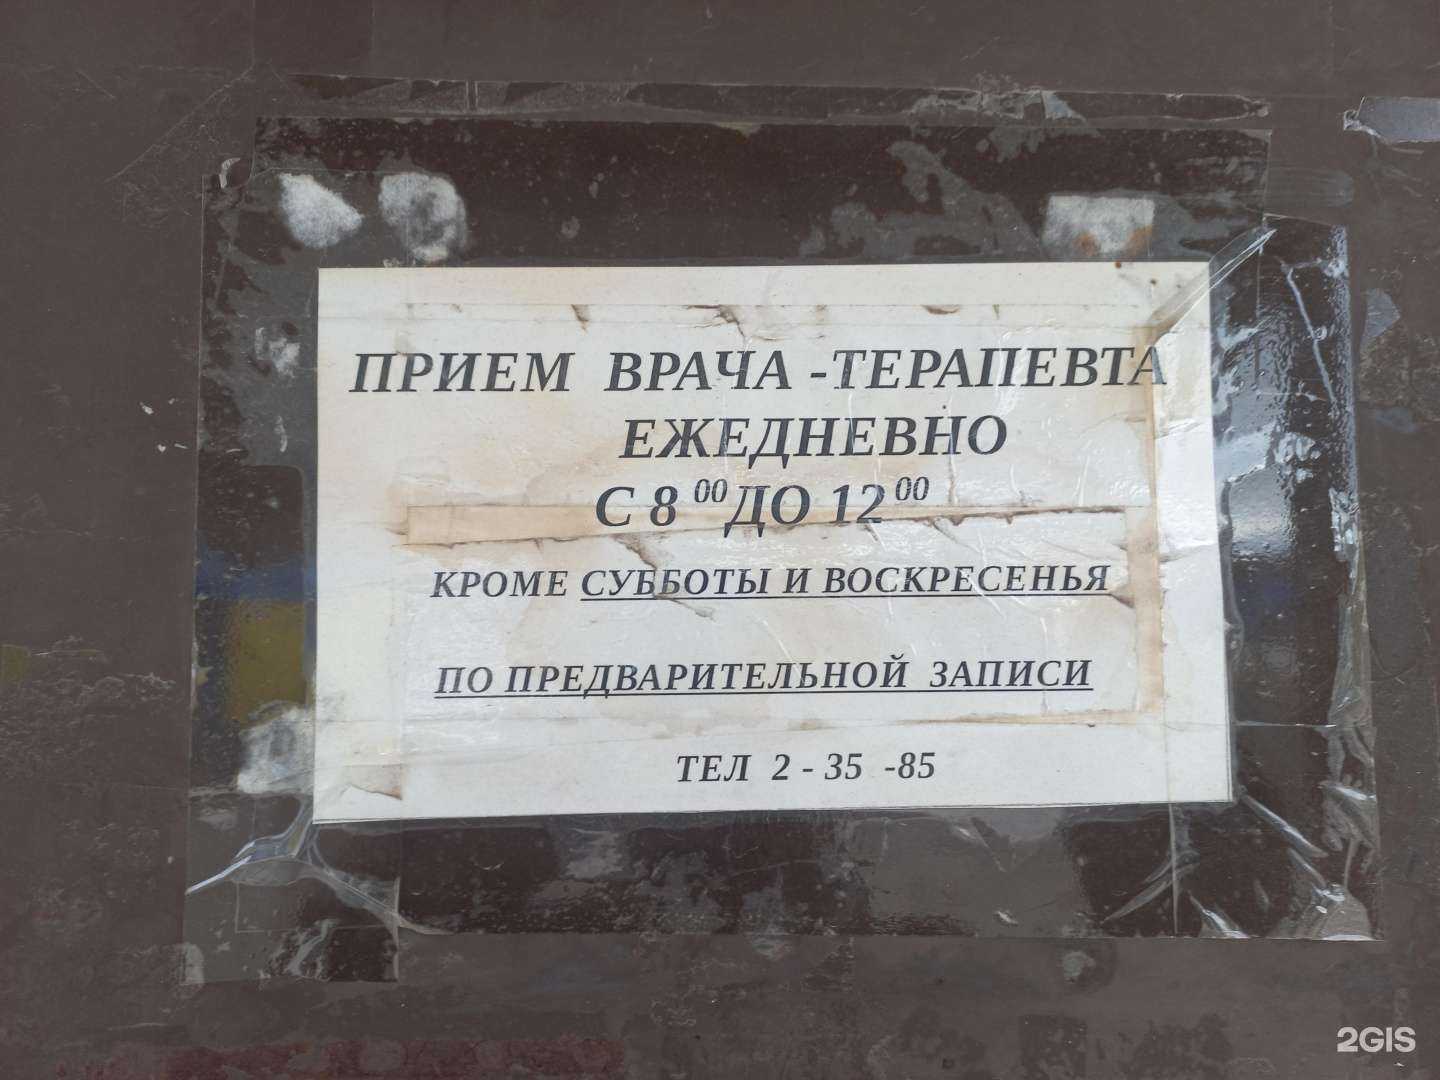 ПРИЕМ ВРАЧА -ТЕРАПЕВТА
ЕЖЕДНЕВНО
С 8 00 ДО 12 00
КРОМЕ СУББОТЫ И ВОСКРЕСЕНЬЯ
ПО ПРЕДВАРИТЕЛЬНОЙ ЗАПИСИ
ТЕЛ 2 - 35 -85
2GIS